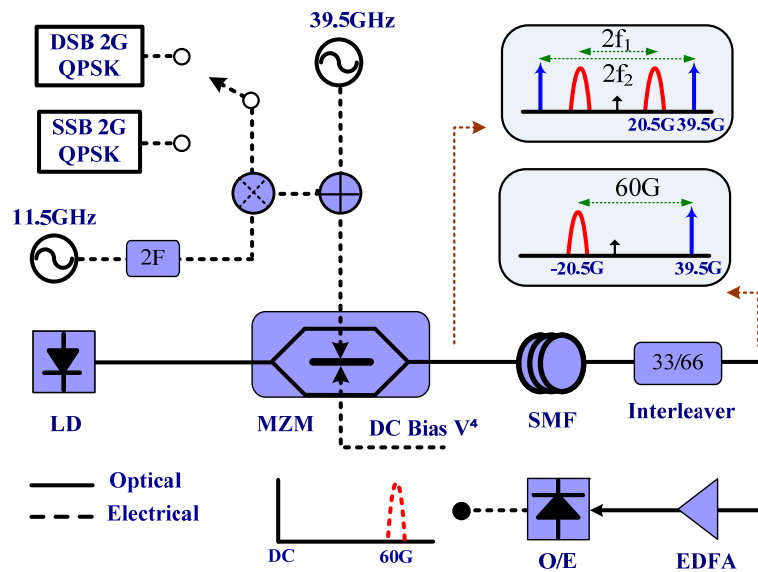 DSB 2G
QPSK
SSB 2G
QPSK
39.5GHz
11.5GHz
2F
2f₁
2f₂
20.5G 39.5G
60G
-20.5G
39.5G
LD
MZM
DC Bias V⁴
SMF
33/66
Interleaver
Optical
Electrical
DC
60G
O/E
EDFA